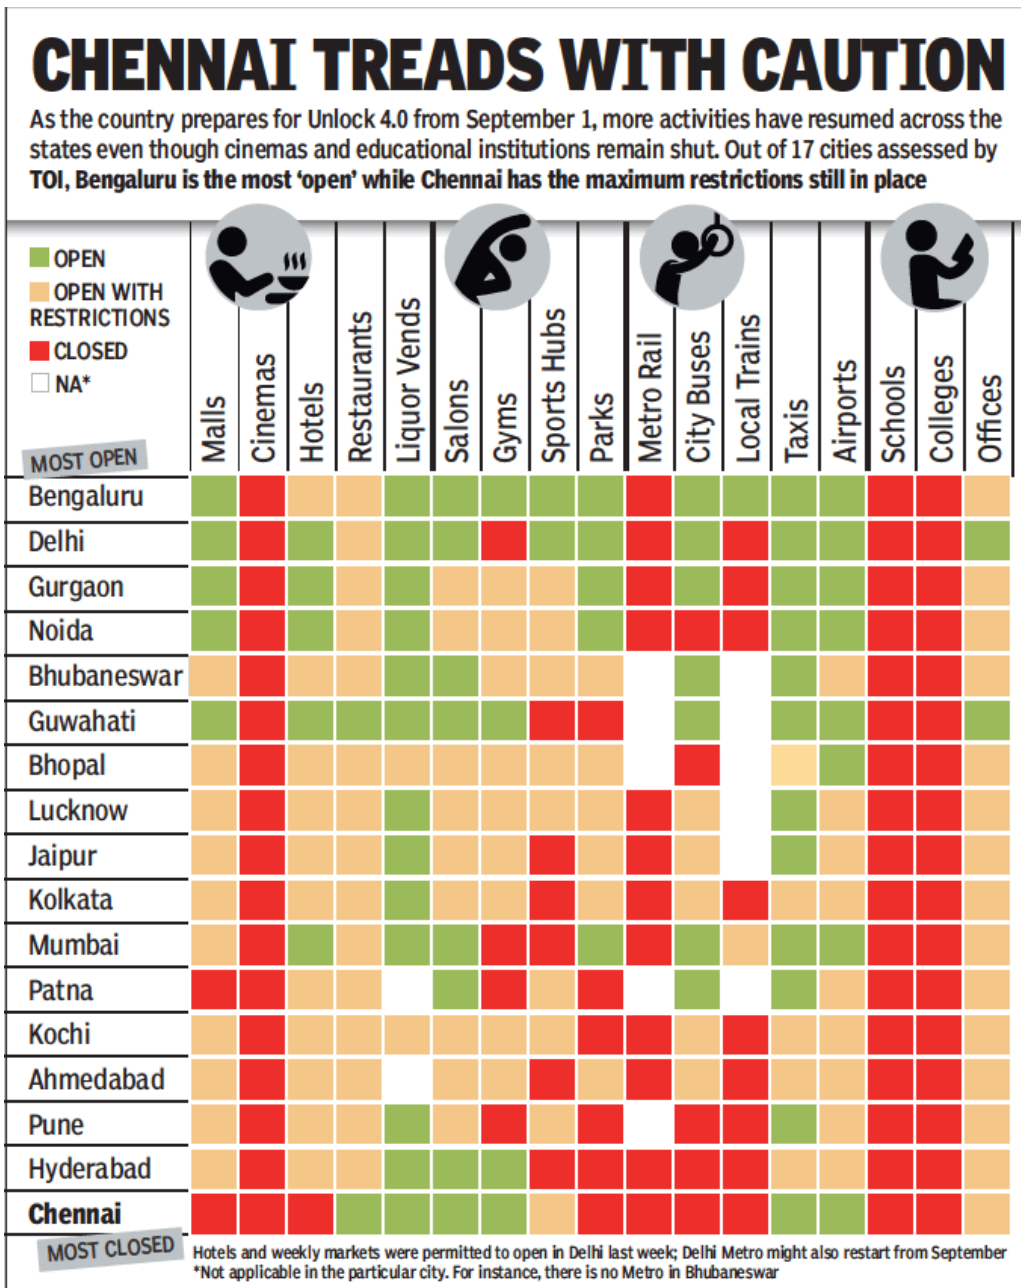 CHENNAI TREADS WITH CAUTION
As the country prepares for Unlock 4.0 from September 1, more activities have resumed across the
states even though cinemas and educational institutions remain shut. Out of 17 cities assessed by
TOI, Bengaluru is the most ‘open’ while Chennai has the maximum restrictions still in place
OPEN
OPEN WITH
RESTRICTIONS
CLOSED
NA*
Malls
Cinemas
Hotels
Restaurants
Liquor Vends
Salons
Gyms
Sports Hubs
Parks
Metro Rail
City Buses
Local Trains
Taxis
Airports
Schools
Colleges
Offices
MOST OPEN
Bengaluru
Delhi
Gurgaon
Noida
Bhubaneswar
Guwahati
Bhopal
Lucknow
Jaipur
Kolkata
Mumbai
Patna
Kochi
Ahmedabad
Pune
Hyderabad
Chennai
MOST CLOSED
Hotels and weekly markets were permitted to open in Delhi last week; Delhi Metro might also restart from September
*Not applicable in the particular city. For instance, there is no Metro in Bhubaneswar